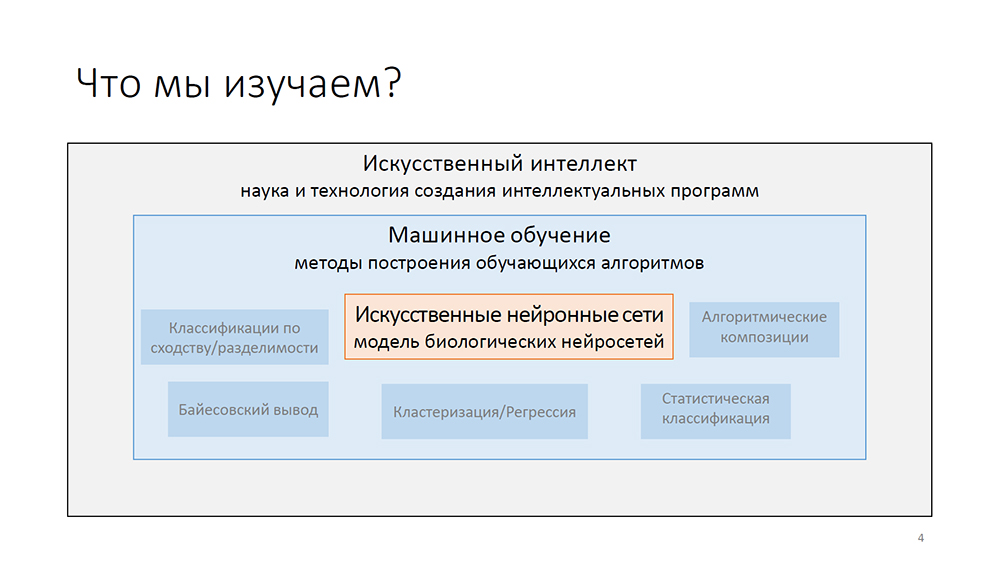 Что мы изучаем?
Искусственный интеллект
наука и технология создания интеллектуальных программ
Машинное обучение
методы построения обучающихся алгоритмов
Классификации по
сходству/разделимости
Искусственные нейронные сети
модель биологических нейросетей
Алгоритмические
композиции
Байесовский вывод
Кластеризация/Регрессия
Статистическая
классификация
4